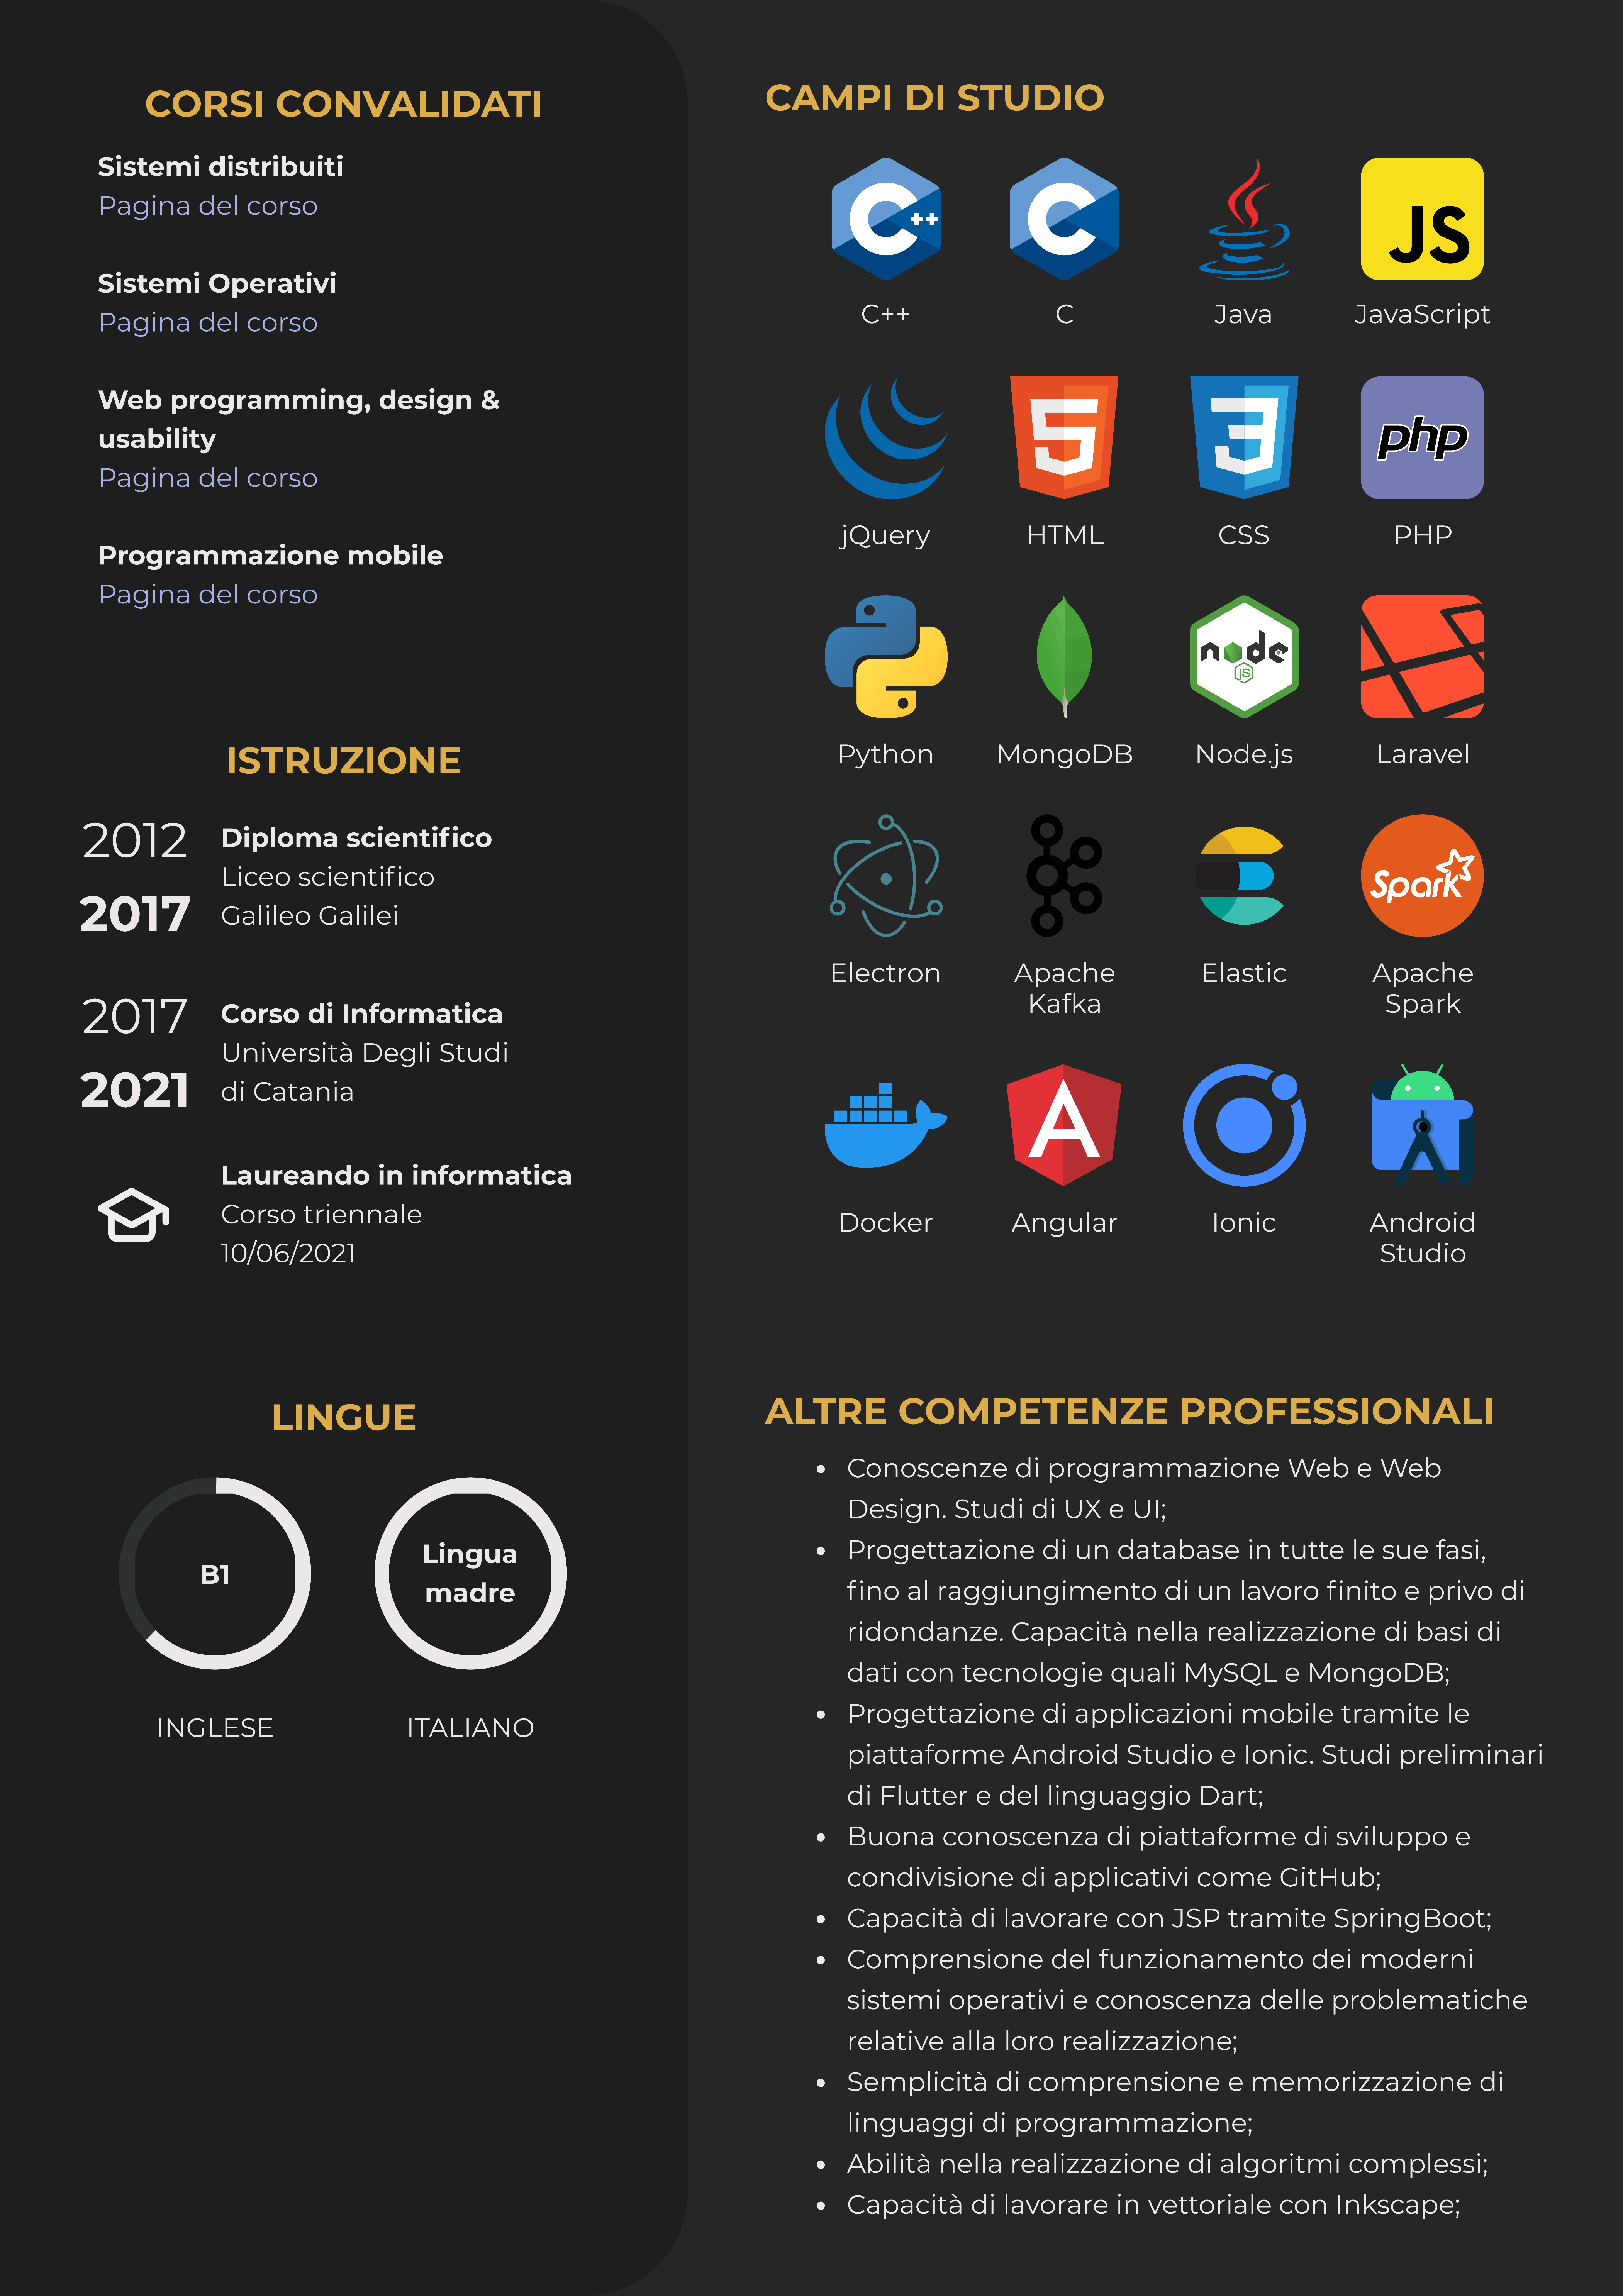 CORSI CONVALIDATI
Sistemi distribuiti
Pagina del corso
Sistemi Operativi
Pagina del corso
Web programming, design &
usability
Pagina del corso
Programmazione mobile
Pagina del corso
ISTRUZIONE
2012
2017
Diploma scientifico
Liceo scientifico
Galileo Galilei
2017
2021
Corso di Informatica
Università Degli Studi
di Catania
Laureando in informatica
Corso triennale
10/06/2021
LINGUE
B1
INGLESE
Lingua
madre
ITALIANO
CAMPI DI STUDIO
C++
C
Java
JS
JavaScript
jQuery
5
HTML
3
CSS
php
PHP
Python
MongoDB
node
JS
Node.js
Laravel
Electron
Apache
Kafka
Elastic
Spark
Apache
Spark
Docker
A
Angular
Ionic
Android
Studio
ALTRE COMPETENZE PROFESSIONALI
• Conoscenze di programmazione Web e Web
Design. Studi di UX e UI;
• Progettazione di un database in tutte le sue fasi,
fino al raggiungimento di un lavoro finito e privo di
ridondanze. Capacità nella realizzazione di basi di
dati con tecnologie quali MySQL e MongoDB;
• Progettazione di applicazioni mobile tramite le
piattaforme Android Studio e Ionic. Studi preliminari
di Flutter e del linguaggio Dart;
• Buona conoscenza di piattaforme di sviluppo e
condivisione di applicativi come GitHub;
• Capacità di lavorare con JSP tramite SpringBoot;
• Comprensione del funzionamento dei moderni
sistemi operativi e conoscenza delle problematiche
relative alla loro realizzazione;
• Semplicità di comprensione e memorizzazione di
linguaggi di programmazione;
• Abilità nella realizzazione di algoritmi complessi;
• Capacità di lavorare in vettoriale con Inkscape;